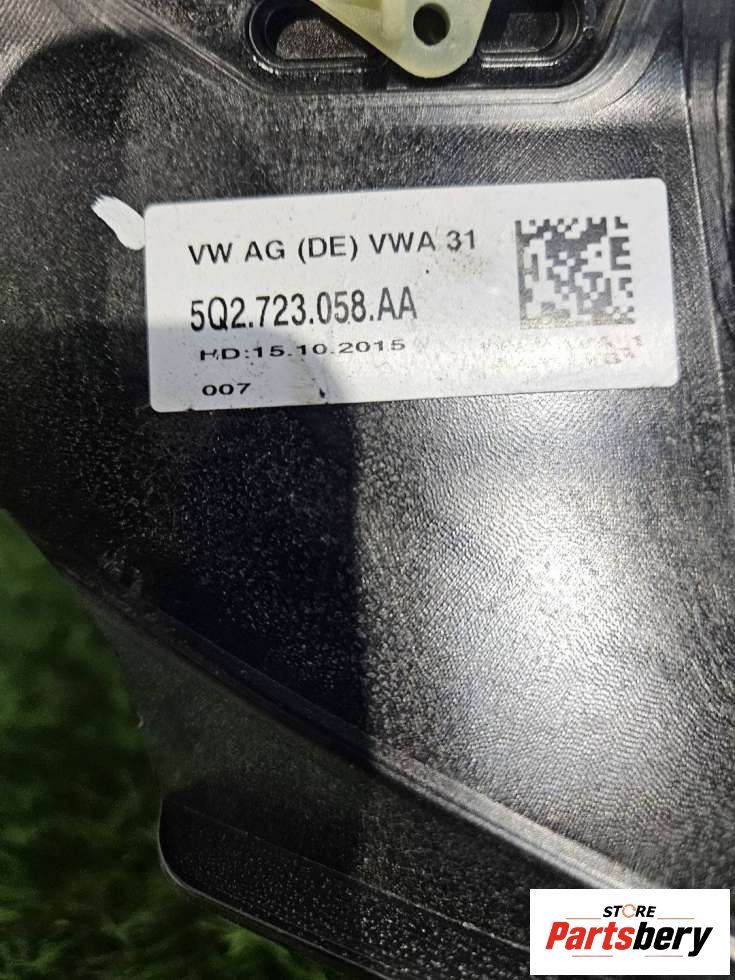 VW AG (DE) VWA 31
5Q2.723.058.AA
HD:15.10.2015
007
STORE
Partsbery